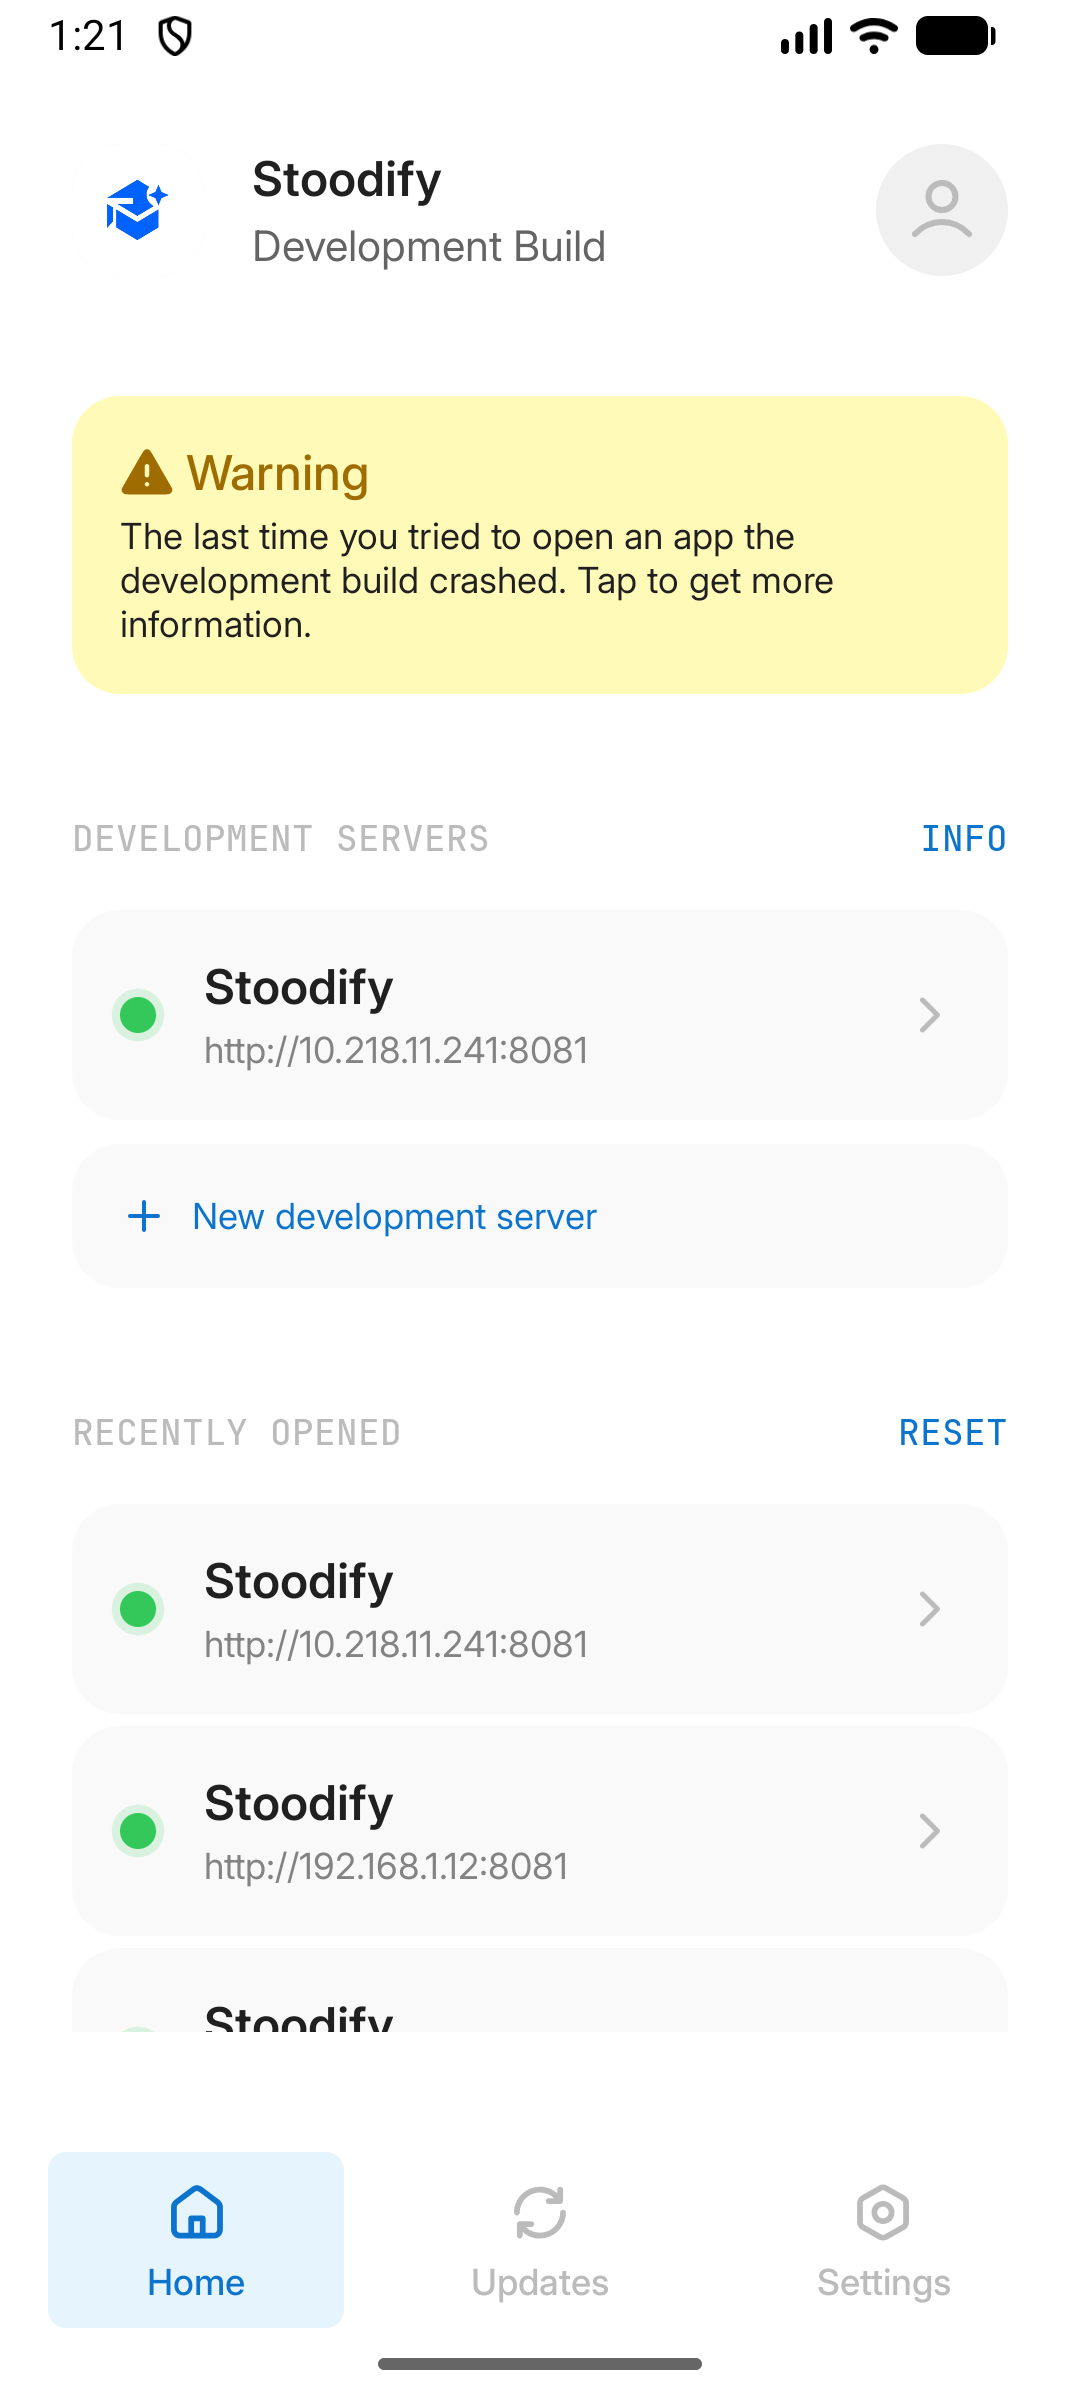 1:21
Stoodify
Development Build
Warning
The last time you tried to open an app the
development build crashed. Tap to get more
information.
DEVELOPMENT SERVERS
INFO
Stoodify
http://10.218.11.241:8081
New development server
RECENTLY OPENED
RESET
Stoodify
http://10.218.11.241:8081
Stoodify
http://192.168.1.12:8081
Stoodify
Home
Updates
Settings